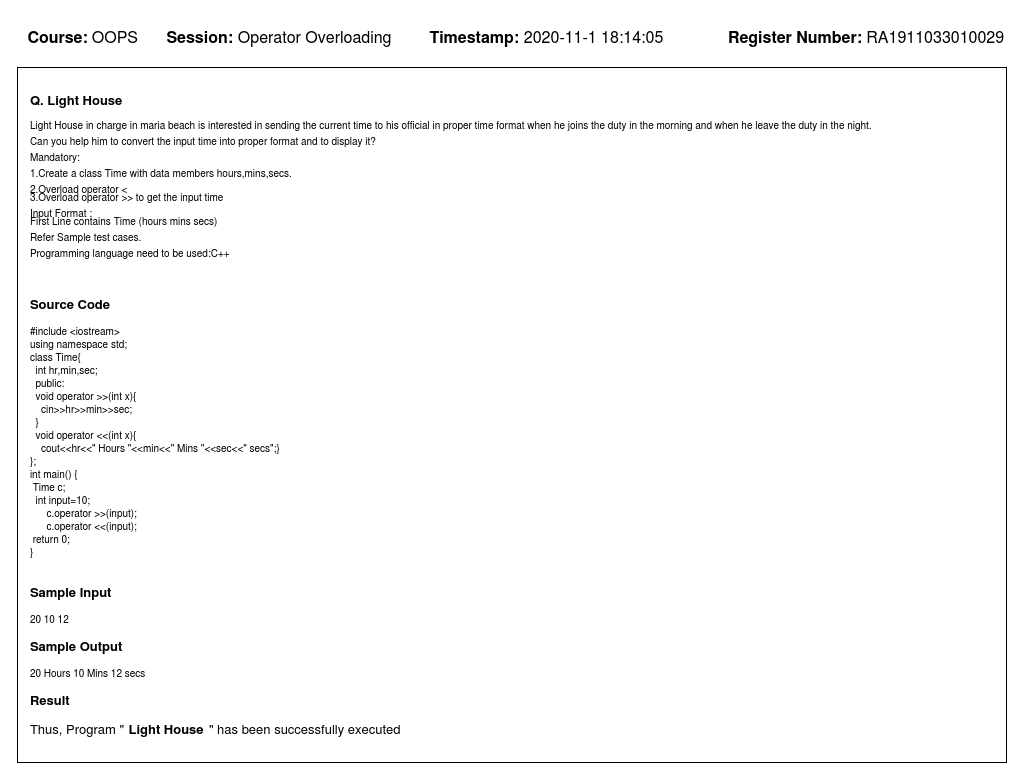 Course: OOPS Session: Operator Overloading Timestamp: 2020-11-1 18:14:05 Register Number: RA1911033010029
Q. Light House
Light House in charge in maria beach is interested in sending the current time to his official in proper time format when he joins the duty in the morning and when he leave the duty in the night.
Can you help him to convert the input time into proper format and to display it?
Mandatory:
1.Create a class Time with data members hours,mins,secs.
2.Overload operator <
3.Overload operator >> to get the input time
Input Format :
First Line contains Time (hours mins secs)
Refer Sample test cases.
Programming language need to be used:C++
Source Code
#include <iostream>
using namespace std;
class Time{
int hr,min,sec;
public:
void operator >>(int x){
cin>>hr>>min>>sec;
}
void operator <<(int x){
cout<<hr<<" Hours "<<min<<" Mins "<<sec<<" secs";}
};
int main() {
Time c;
int input=10;
c.operator >>(input);
c.operator <<(input);
return 0;
}
Sample Input
20 10 12
Sample Output
20 Hours 10 Mins 12 secs
Result
Thus, Program " Light House " has been successfully executed